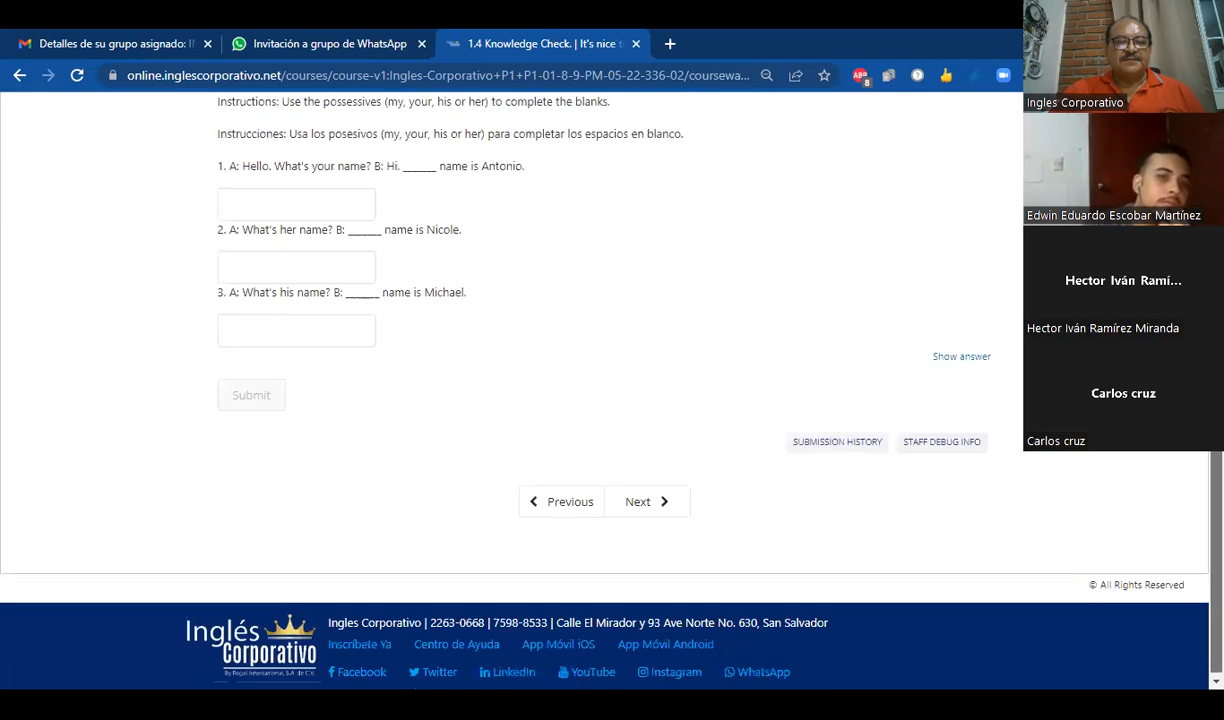 Detalles de su grupo asignado: I
Invitación a grupo de WhatsApp
1.4 Knowledge Check. | It's nice t
online.inglescorporativo.net/courses/course-v1:Ingles-Corporativo+P1+P1-01-8-9-PM-05-22-336-02/coursewa...
ABP
8
Instructions: Use the possessives (my, your, his or her) to complete the blanks.
Instrucciones: Usa los posesivos (my, your, his or her) para completar los espacios en blanco.
1. A: Hello. What's your name? B: Hi. ______ name is Antonio.
2. A: What's her name? B: ______ name is Nicole.
3. A: What's his name? B: ______ name is Michael.
Show answer
Submit
SUBMISSION HISTORY
STAFF DEBUG INFO
Previous
Next
© All Rights Reserved
Inglés
Corporativo
By Regal International, S.A. de C.V.
Ingles Corporativo | 2263-0668 | 7598-8533 | Calle El Mirador y 93 Ave Norte No. 630, San Salvador
Inscríbete Ya
Centro de Ayuda
App Móvil iOS
App Móvil Android
Facebook
Twitter
LinkedIn
YouTube
Instagram
WhatsApp
Ingles Corporativo
Edwin Eduardo Escobar Martínez
Hector Iván Ramí...
Hector Iván Ramírez Miranda
Carlos cruz
Carlos cruz